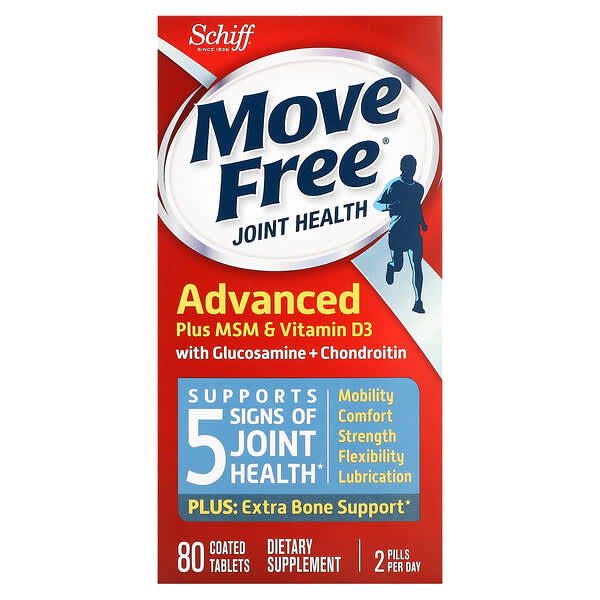 Schiff
SINCE 1936
Move
Free®
JOINT HEALTH
Advanced
Plus MSM & Vitamin D3
with Glucosamine + Chondroitin
SUPPORTS
5 SIGNS OF
JOINT
HEALTH*
Mobility
Comfort
Strength
Flexibility
Lubrication
PLUS: Extra Bone Support*
80 COATED
TABLETS
DIETARY
SUPPLEMENT
2 PILLS
PER DAY